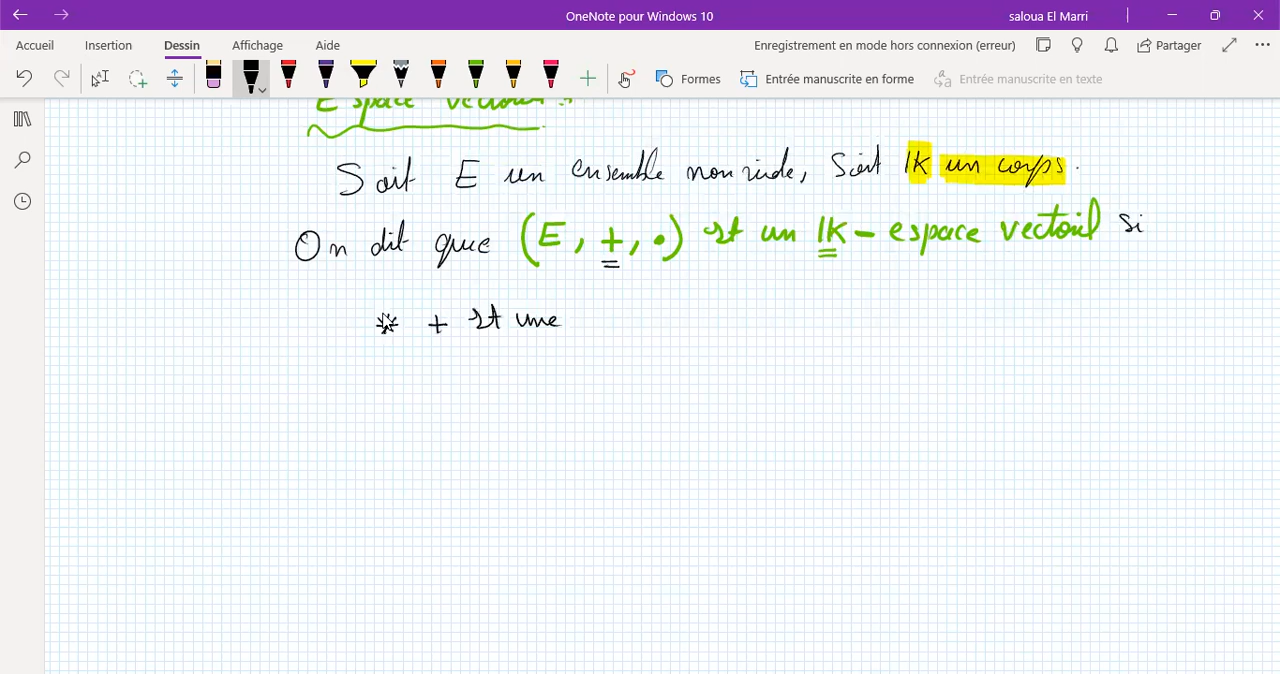 OneNote pour Windows 10
saloua El Marri
Accueil Insertion Dessin Affichage Aide
Enregistrement en mode hors connexion (erreur)
Partager
Formes
Entrée manuscrite en forme
Entrée manuscrite en texte
Espace vectoriel :
Soit E un ensemble non vide, Soit IK un corps.
On dit que (E, +, •) est un IK - espace vectoriel si
* + est une